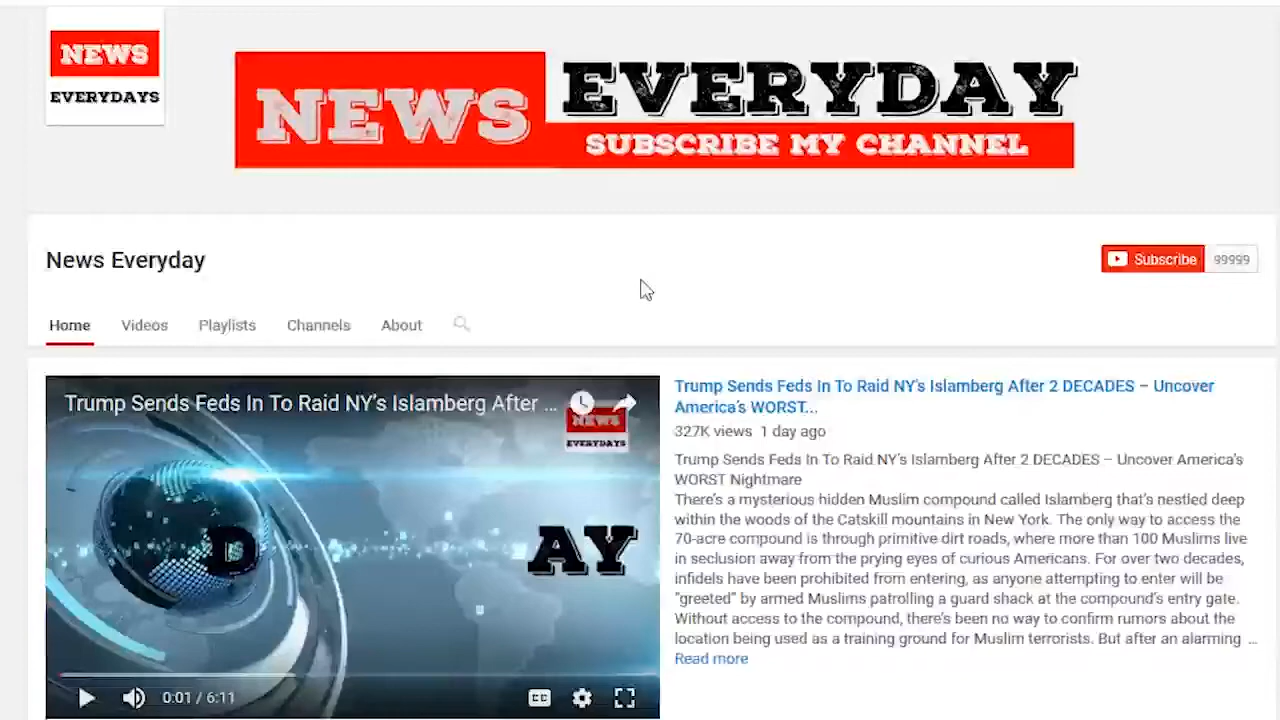 NEWS
EVERYDAYS
NEWS
EVERYDAY
SUBSCRIBE MY CHANNEL
News Everyday
Subscribe 99999
Home Videos Playlists Channels About
Trump Sends Feds In To Raid NY's Islamberg After ...
NEWS
EVERYDAYS
D AY
0:01 / 6:11
CC
Trump Sends Feds In To Raid NY's Islamberg After 2 DECADES – Uncover
America's WORST...
327K views 1 day ago
Trump Sends Feds In To Raid NY's Islamberg After 2 DECADES – Uncover America's
WORST Nightmare
There's a mysterious hidden Muslim compound called Islamberg that's nestled deep
within the woods of the Catskill mountains in New York. The only way to access the
70-acre compound is through primitive dirt roads, where more than 100 Muslims live
in seclusion away from the prying eyes of curious Americans. For over two decades,
infidels have been prohibited from entering, as anyone attempting to enter will be
"greeted" by armed Muslims patrolling a guard shack at the compound's entry gate.
Without access to the compound, there's been no way to confirm rumors about the
location being used as a training ground for Muslim terrorists. But after an alarming ...
Read more